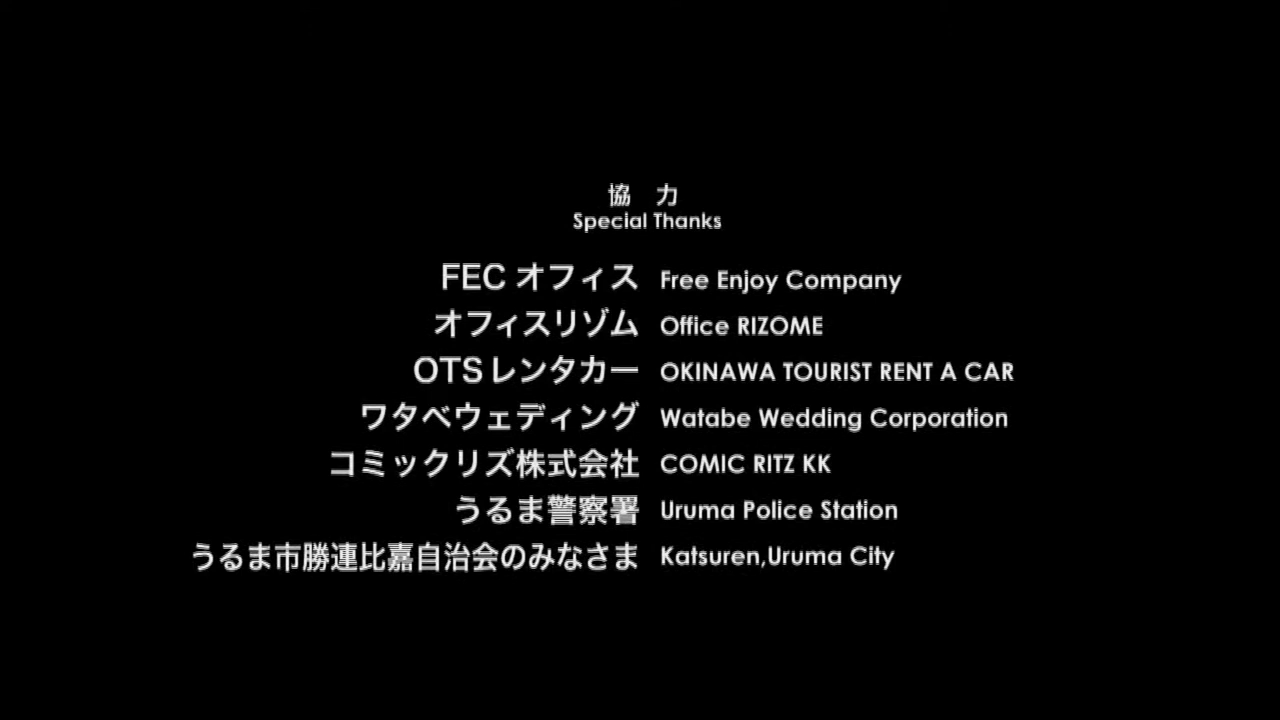 協　力
Special Thanks
FEC オフィス Free Enjoy Company
オフィスリゾム Office RIZOME
OTSレンタカー OKINAWA TOURIST RENT A CAR
ワタベウェディング Watabe Wedding Corporation
コミックリズ株式会社 COMIC RITZ KK
うるま警察署 Uruma Police Station
うるま市勝連比嘉自治会のみなさま Katsuren,Uruma City